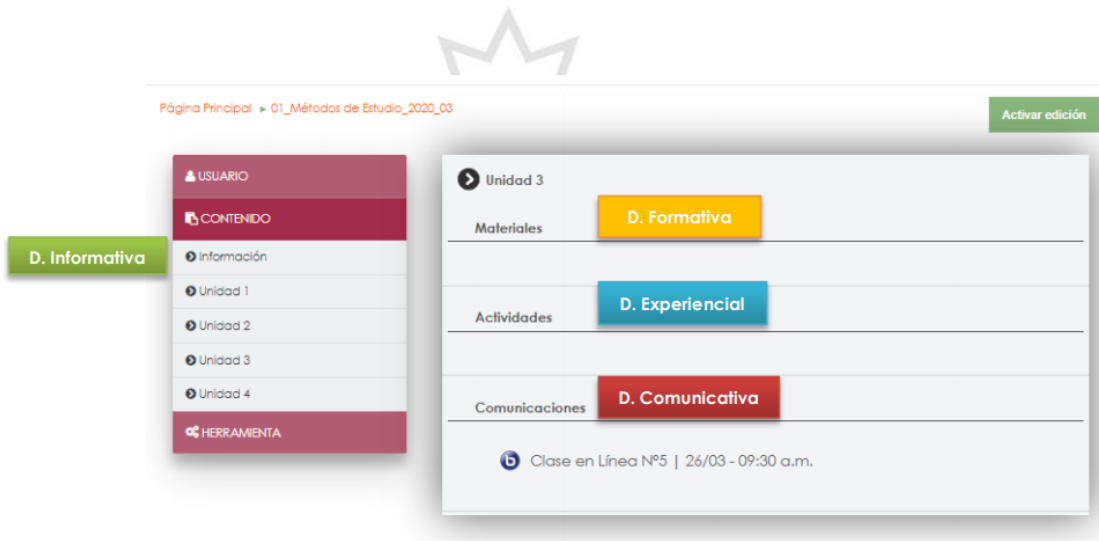 Página Principal ▸ 01_Métodos de Estudio_2020_03
Activar edición
USUARIO
CONTENIDO
D. Informativa
Información
Unidad 1
Unidad 2
Unidad 3
Unidad 4
HERRAMIENTA
Unidad 3
Materiales
D. Formativa
Actividades
D. Experiencial
Comunicaciones
D. Comunicativa
Clase en Línea Nº5 | 26/03 - 09:30 a.m.